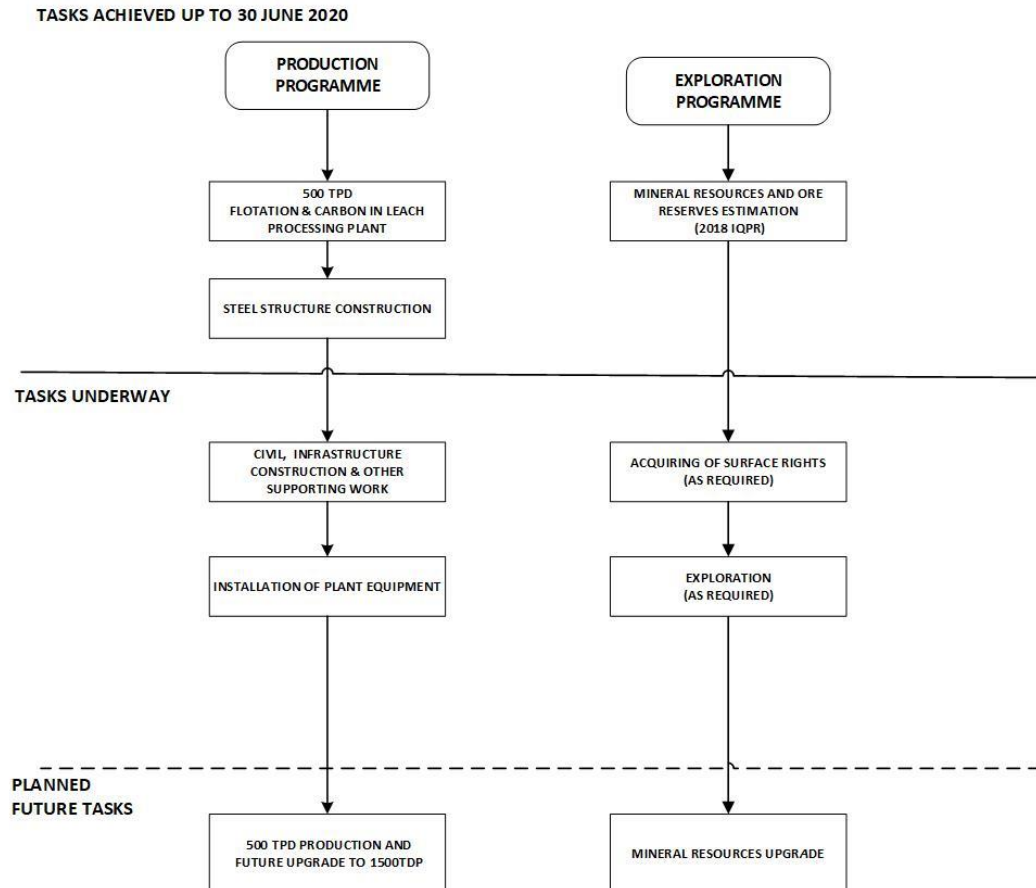 TASKS ACHIEVED UP TO 30 JUNE 2020
PRODUCTION
PROGRAMME
EXPLORATION
PROGRAMME
500 TPD
FLOTATION & CARBON IN LEACH
PROCESSING PLANT
MINERAL RESOURCES AND ORE
RESERVES ESTIMATION
(2018 IQPR)
STEEL STRUCTURE CONSTRUCTION
TASKS UNDERWAY
CIVIL, INFRASTRUCTURE
CONSTRUCTION & OTHER
SUPPORTING WORK
ACQUIRING OF SURFACE RIGHTS
(AS REQUIRED)
INSTALLATION OF PLANT EQUIPMENT
EXPLORATION
(AS REQUIRED)
PLANNED
FUTURE TASKS
500 TPD PRODUCTION AND
FUTURE UPGRADE TO 1500TDP
MINERAL RESOURCES UPGRADE